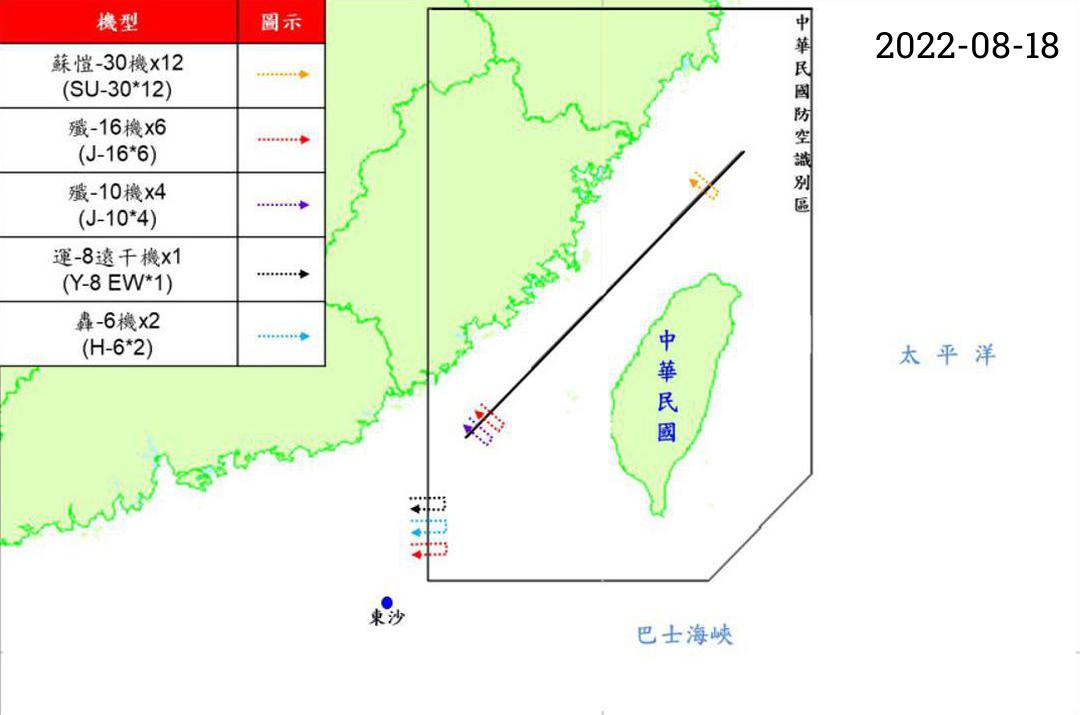 機型 圖示
蘇愷-30機x12
(SU-30*12)
殲-16機x6
(J-16*6)
殲-10機x4
(J-10*4)
運-8遠干機x1
(Y-8 EW*1)
轟-6機x2
(H-6*2)
中華民國防空識別區
2022-08-18
中華民國
太平洋
東沙
巴士海峽